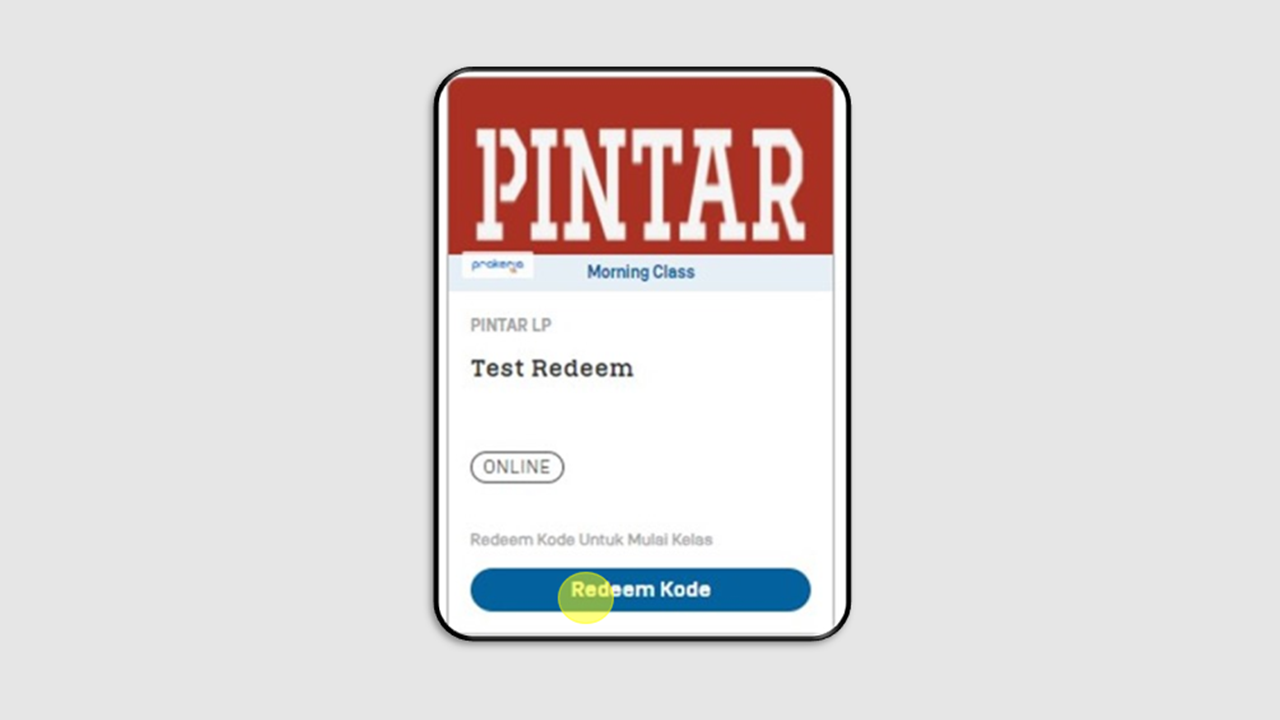 PINTAR
prakerja
Morning Class
PINTAR LP
Test Redeem
ONLINE
Redeem Kode Untuk Mulai Kelas
Redeem Kode